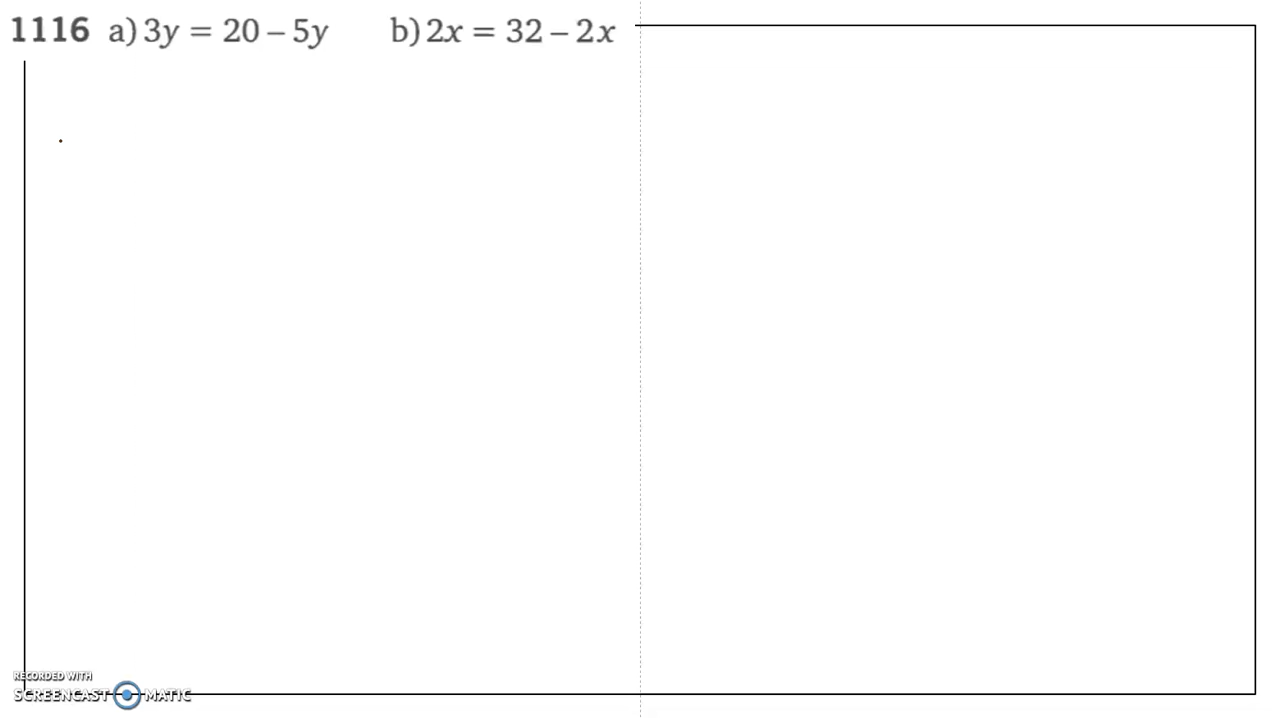 1116 a) 3y = 20 – 5y b) 2x = 32 – 2x
RECORDED WITH
SCREENCAST MATIC